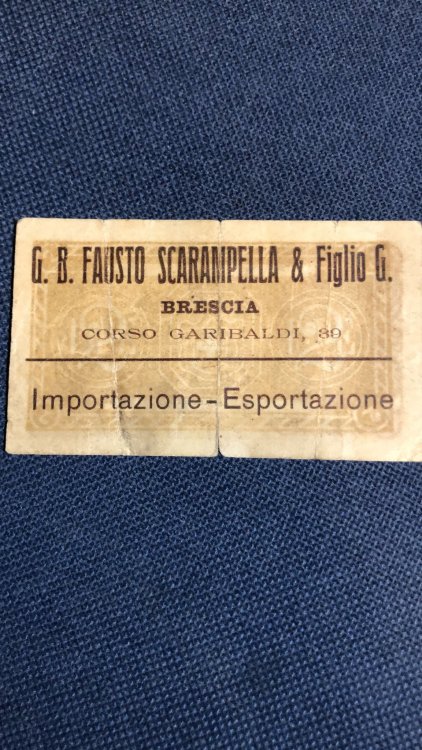 G. B. FAUSTO SCARAMPELLA & Figlio G.
BRESCIA
CORSO GARIBALDI, 39
Importazione - Esportazione